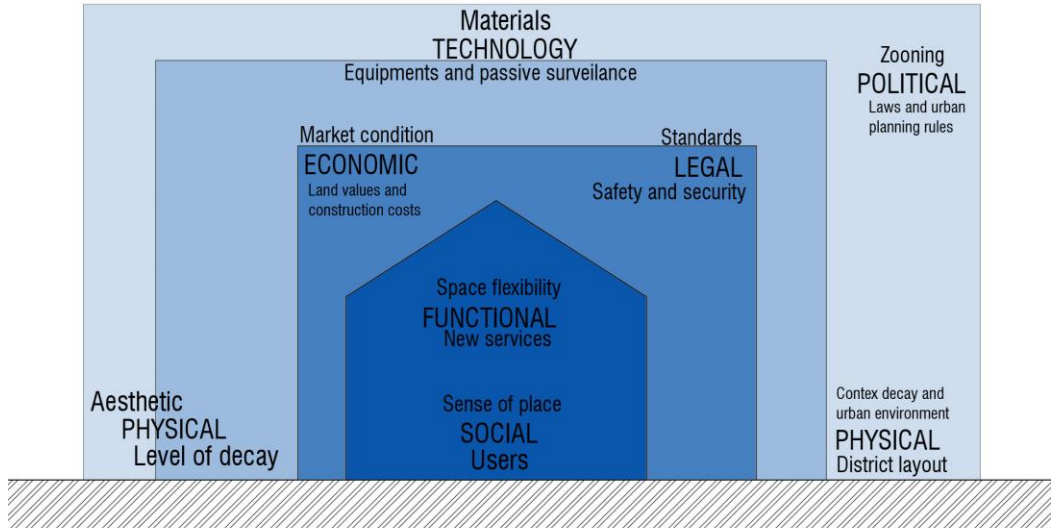 Materials
TECHNOLOGY
Equipments and passive surveilance
Zooning
POLITICAL
Laws and urban
planning rules
Market condition
ECONOMIC
Land values and
construction costs
Standards
LEGAL
Safety and security
Space flexibility
FUNCTIONAL
New services
Aesthetic
PHYSICAL
Level of decay
Sense of place
SOCIAL
Users
Contex decay and
urban environment
PHYSICAL
District layout